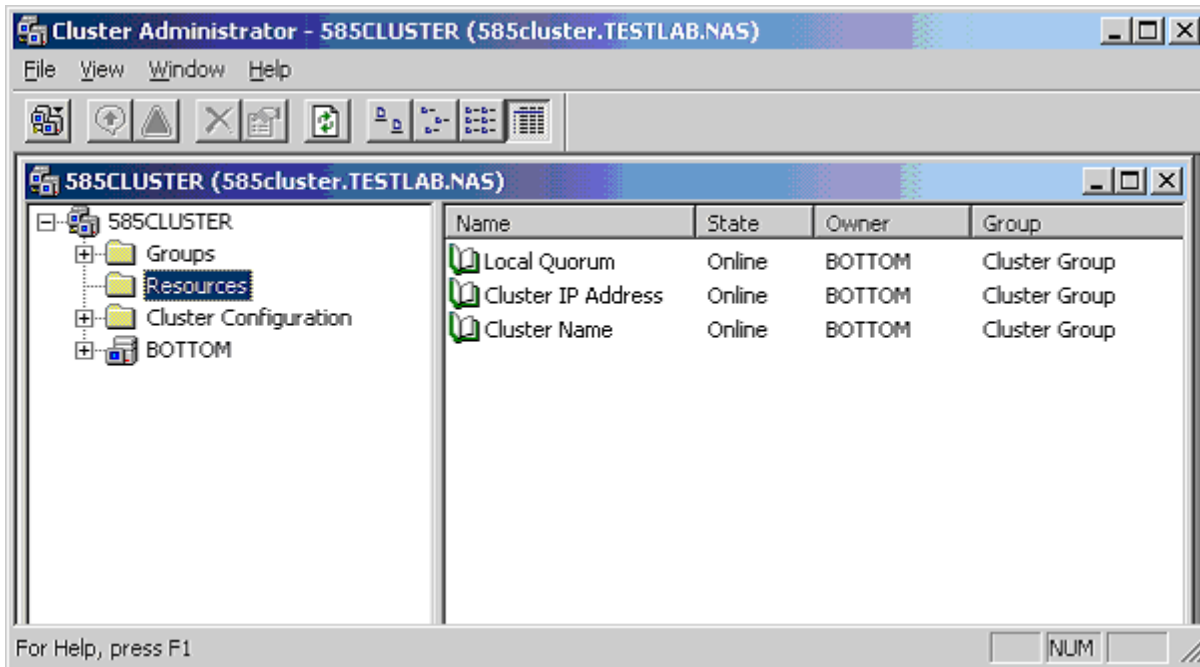 Cluster Administrator - 585CLUSTER (585cluster.TESTLAB.NAS)
File View Window Help
585CLUSTER (585cluster.TESTLAB.NAS)
585CLUSTER
Groups
Resources
Cluster Configuration
BOTTOM
Name State Owner Group
Local Quorum Online BOTTOM Cluster Group
Cluster IP Address Online BOTTOM Cluster Group
Cluster Name Online BOTTOM Cluster Group
For Help, press F1
NUM